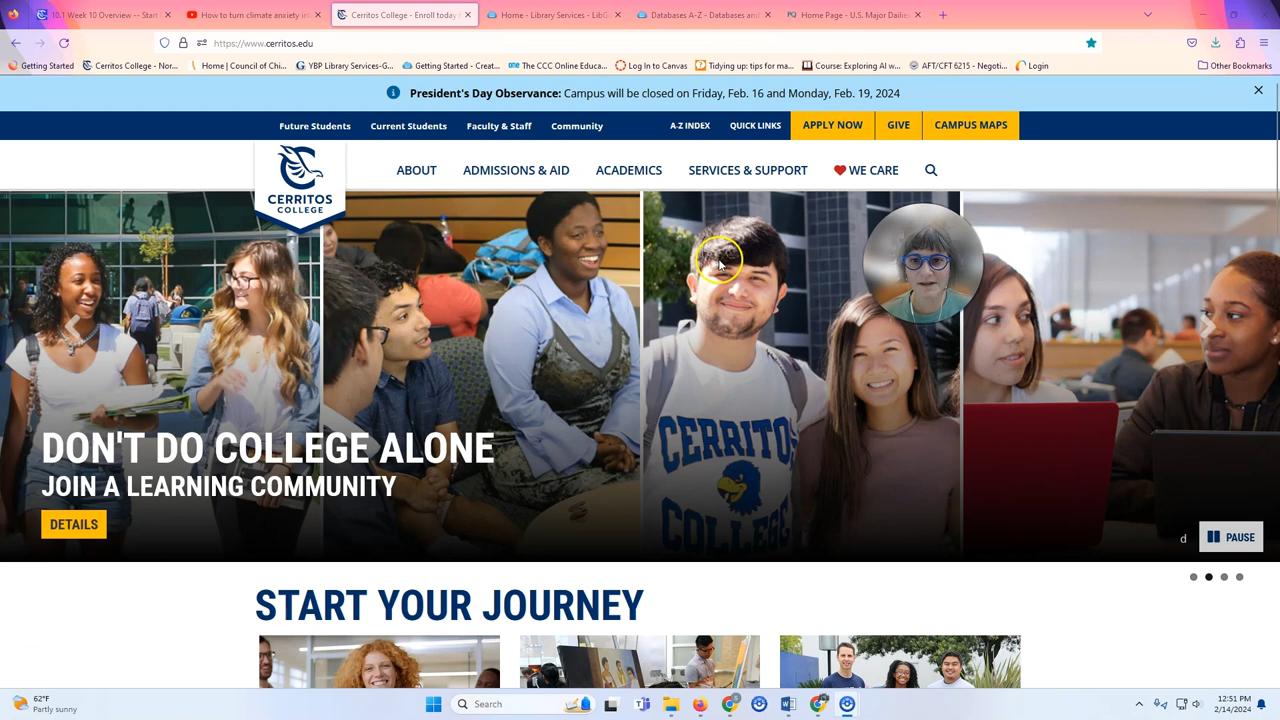 10.1 Week 10 Overview -- Start
How to turn climate anxiety in
Cerritos College - Enroll today f
Home - Library Services - LibG
Databases A-Z - Databases and
Home Page - U.S. Major Dailie
https://www.cerritos.edu
Getting Started
Cerritos College - Nor...
Home | Council of Chi...
YBP Library Services-G...
Getting Started - Creat...
The CCC Online Educa...
Log In to Canvas
Tidying up: tips for ma...
Course: Exploring AI w...
AFT/CFT 6215 - Negoti...
Login
Other Bookmarks
President's Day Observance: Campus will be closed on Friday, Feb. 16 and Monday, Feb. 19, 2024
Future Students
Current Students
Faculty & Staff
Community
A-Z INDEX
QUICK LINKS
APPLY NOW
GIVE
CAMPUS MAPS
CERRITOS
COLLEGE
ABOUT
ADMISSIONS & AID
ACADEMICS
SERVICES & SUPPORT
WE CARE
CERRITOS
COLLEGE
DON'T DO COLLEGE ALONE
JOIN A LEARNING COMMUNITY
DETAILS
d
PAUSE
START YOUR JOURNEY
62°F
Partly sunny
Search
12:51 PM
2/14/2024